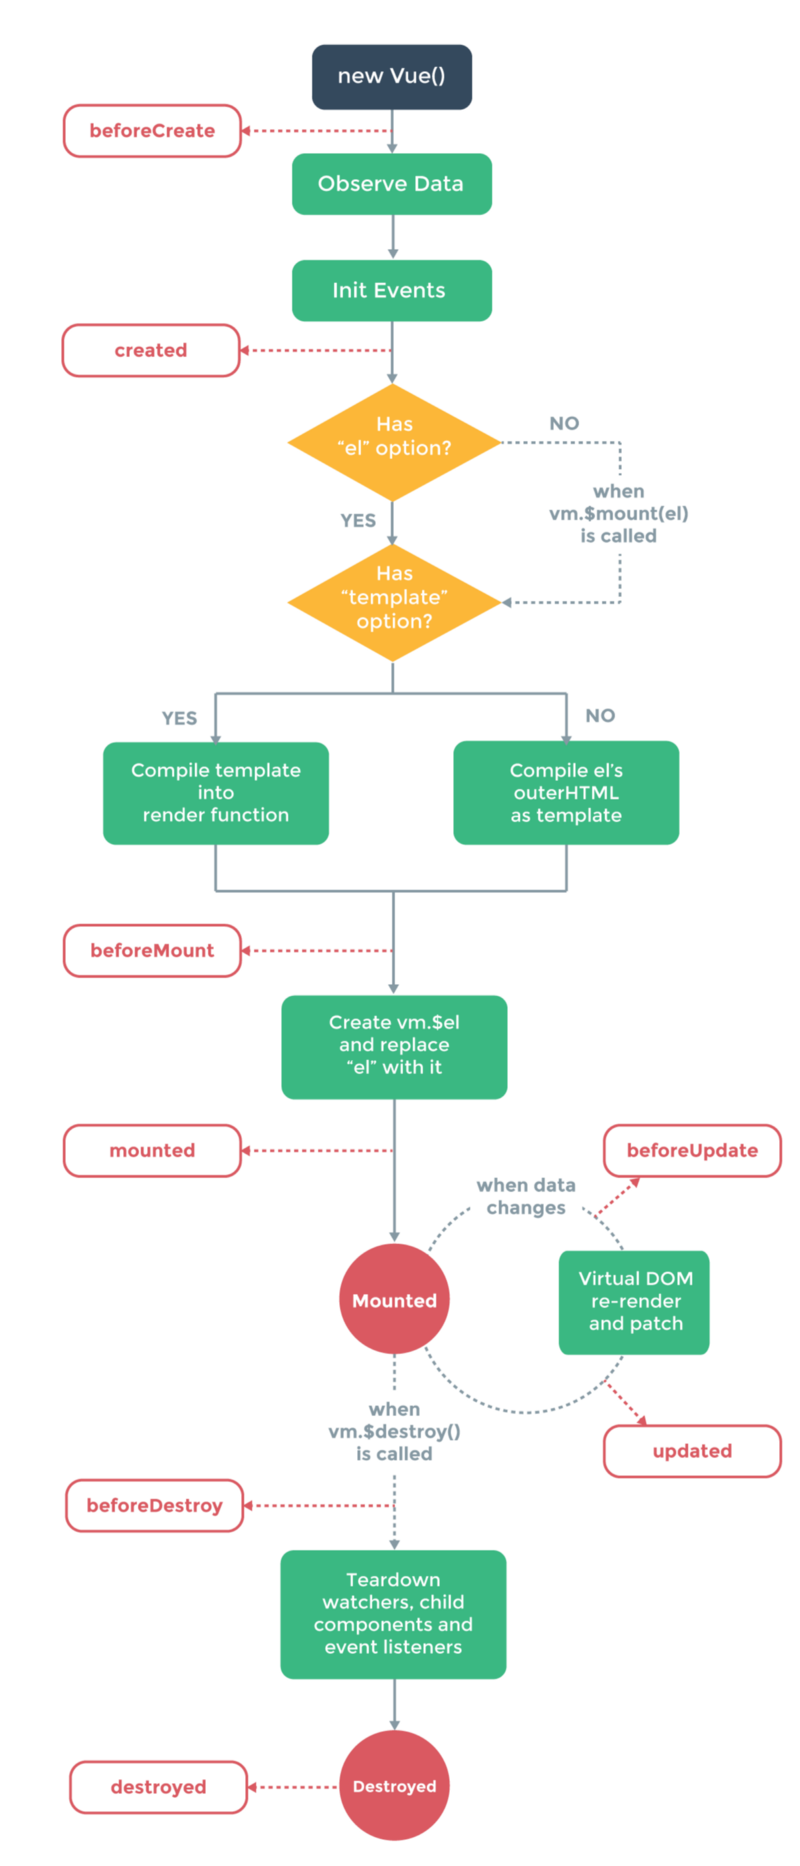 new Vue()
beforeCreate
Observe Data
Init Events
created
Has
“el” option?
NO
when
vm.$mount(el)
is called
YES
Has
“template”
option?
YES
NO
Compile template
into
render function
Compile el’s
outerHTML
as template
beforeMount
Create vm.$el
and replace
“el” with it
mounted
beforeUpdate
when data
changes
Mounted
Virtual DOM
re-render
and patch
when
vm.$destroy()
is called
updated
beforeDestroy
Teardown
watchers, child
components and
event listeners
destroyed
Destroyed